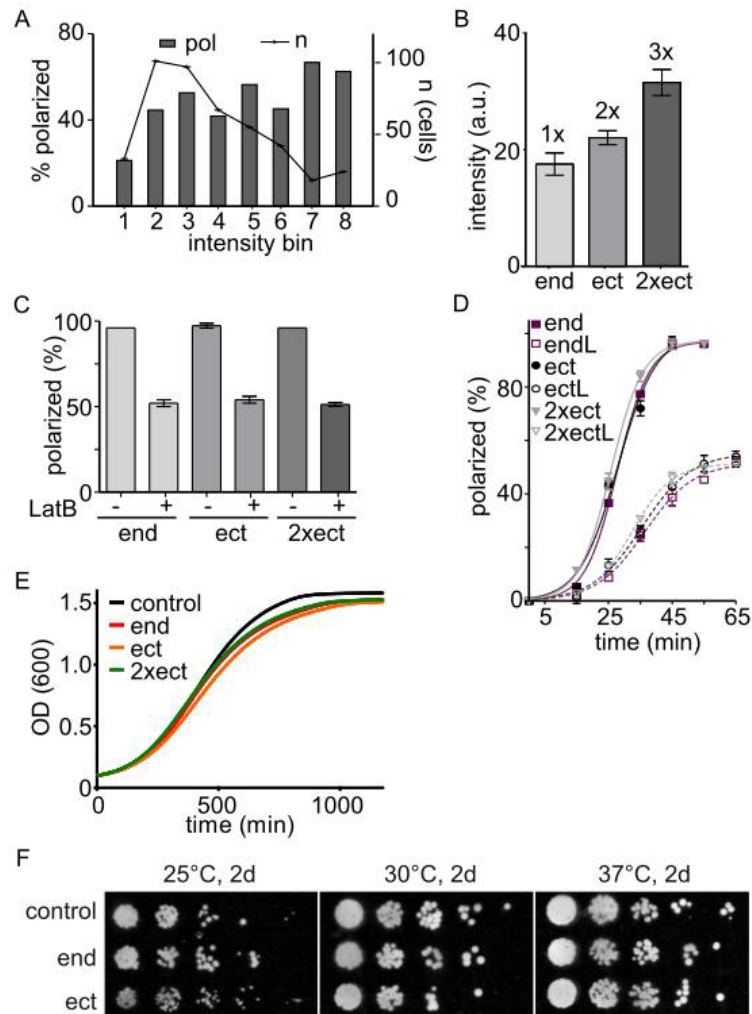 A
80
pol
n
100
% polarized
40
50
n (cells)
0
0
1 2 3 4 5 6 7 8
intensity bin
B
40
3x
2x
1x
intensity (a.u.)
20
0
end ect 2xect
C
100
polarized (%)
50
0
LatB - + - + - +
end ect 2xect
D
end
endL
ect
ectL
2xect
2xectL
polarized (%)
80
40
0
5 25 45 65
time (min)
E
1.5
control
end
ect
2xect
OD (600)
1.0
0.5
0
0 500 1000
time (min)
F
25°C, 2d 30°C, 2d 37°C, 2d
control
end
ect